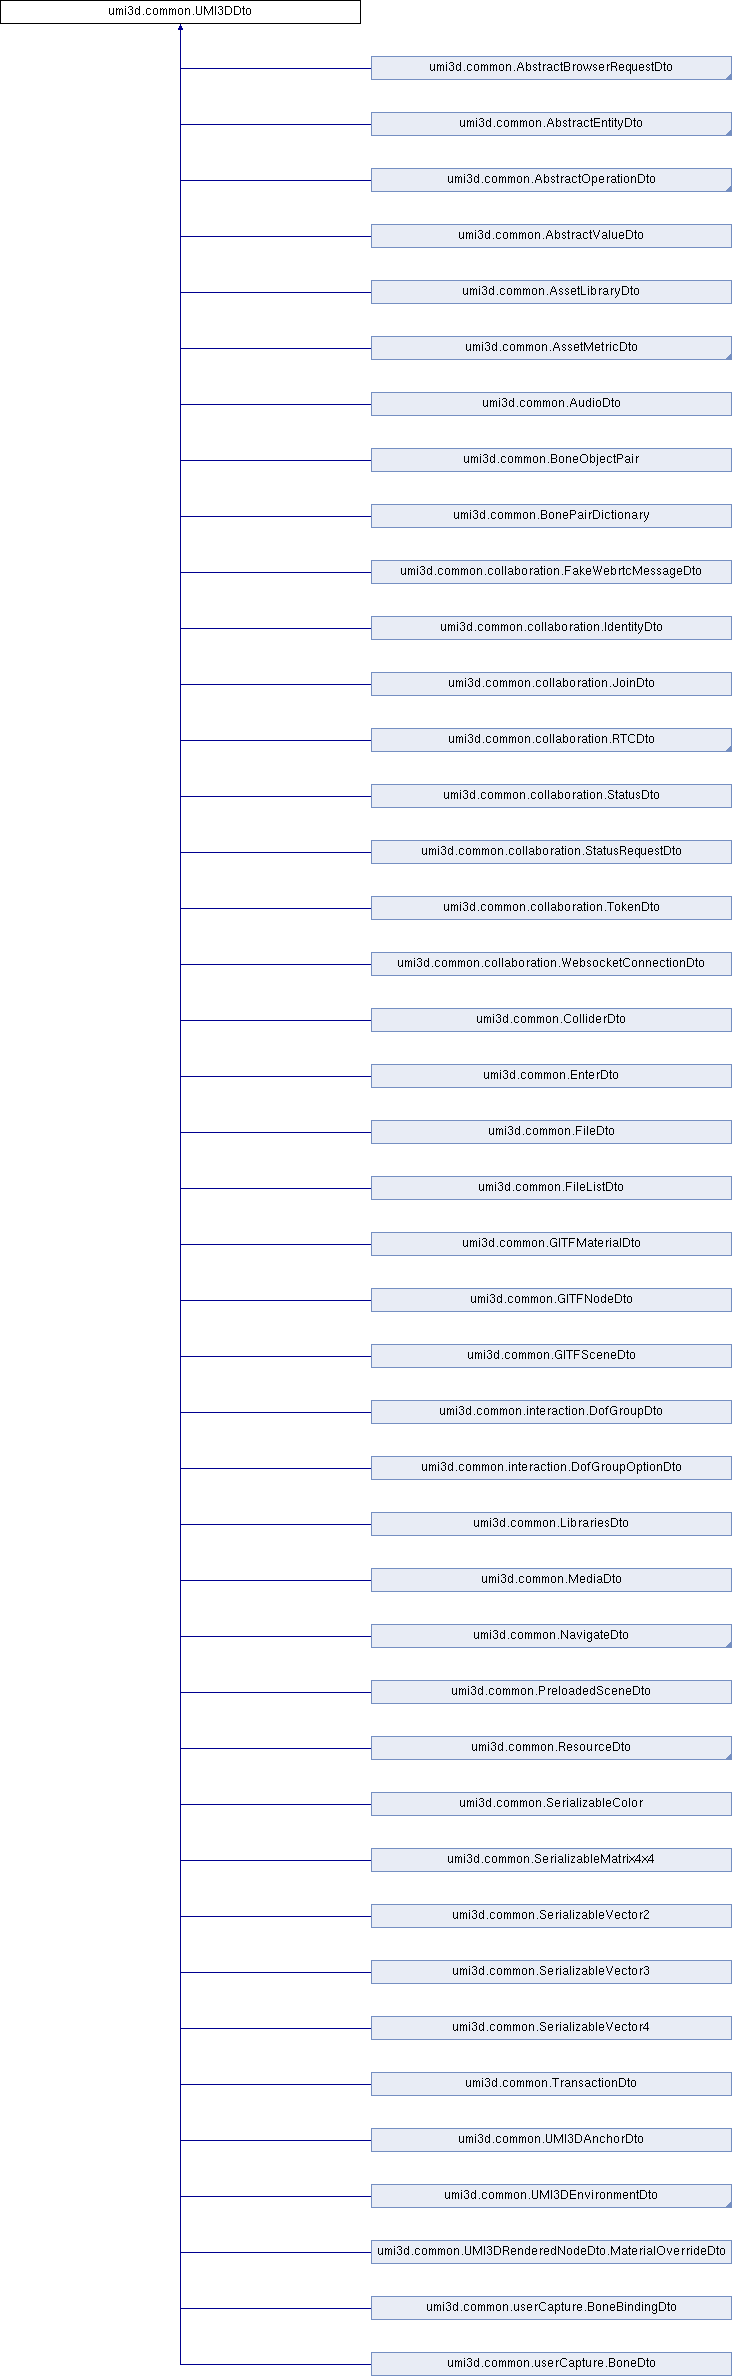 umi3d.common.UMI3DDto
umi3d.common.AbstractBrowserRequestDto
umi3d.common.AbstractEntityDto
umi3d.common.AbstractOperationDto
umi3d.common.AbstractValueDto
umi3d.common.AssetLibraryDto
umi3d.common.AssetMetricDto
umi3d.common.AudioDto
umi3d.common.BoneObjectPair
umi3d.common.BonePairDictionary
umi3d.common.collaboration.FakeWebrtcMessageDto
umi3d.common.collaboration.IdentityDto
umi3d.common.collaboration.JoinDto
umi3d.common.collaboration.RTCDto
umi3d.common.collaboration.StatusDto
umi3d.common.collaboration.StatusRequestDto
umi3d.common.collaboration.TokenDto
umi3d.common.collaboration.WebsocketConnectionDto
umi3d.common.ColliderDto
umi3d.common.EnterDto
umi3d.common.FileDto
umi3d.common.FileListDto
umi3d.common.GlTFMaterialDto
umi3d.common.GlTFNodeDto
umi3d.common.GlTFSceneDto
umi3d.common.interaction.DofGroupDto
umi3d.common.interaction.DofGroupOptionDto
umi3d.common.LibrariesDto
umi3d.common.MediaDto
umi3d.common.NavigateDto
umi3d.common.PreloadedSceneDto
umi3d.common.ResourceDto
umi3d.common.SerializableColor
umi3d.common.SerializableMatrix4x4
umi3d.common.SerializableVector2
umi3d.common.SerializableVector3
umi3d.common.SerializableVector4
umi3d.common.TransactionDto
umi3d.common.UMI3DAnchorDto
umi3d.common.UMI3DEnvironmentDto
umi3d.common.UMI3DRenderedNodeDto.MaterialOverrideDto
umi3d.common.userCapture.BoneBindingDto
umi3d.common.userCapture.BoneDto